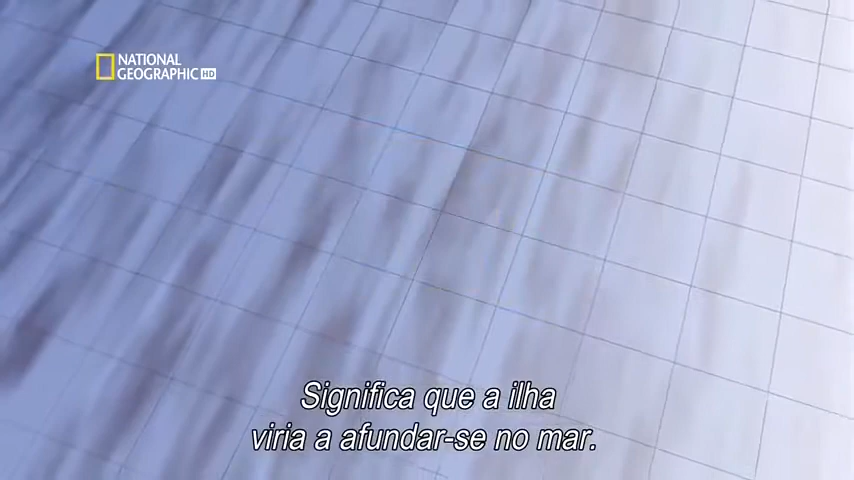 NATIONAL
GEOGRAPHIC HD
Significa que a ilha
viria a afundar-se no mar.